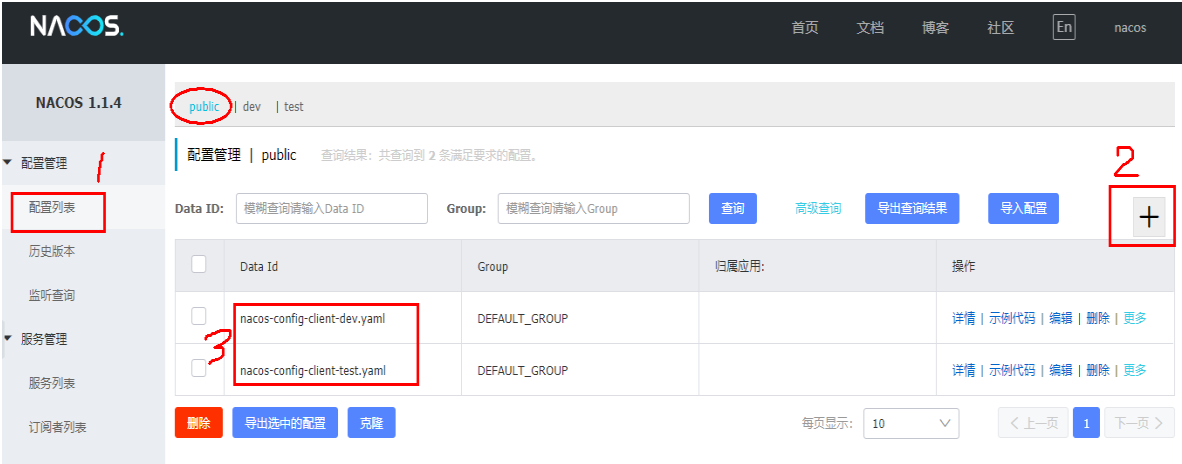 NACOS.
首页 文档 博客 社区 En nacos
NACOS 1.1.4
public | dev | test
配置管理
1
配置管理 | public 查询结果：共查询到 2 条满足要求的配置。
2
配置列表
Data ID: 模糊查询请输入Data ID Group: 模糊查询请输入Group 查询 高级查询 导出查询结果 导入配置 +
历史版本
Data Id Group 归属应用: 操作
监听查询
nacos-config-client-dev.yaml DEFAULT_GROUP 详情 | 示例代码 | 编辑 | 删除 | 更多
服务管理
3
nacos-config-client-test.yaml DEFAULT_GROUP 详情 | 示例代码 | 编辑 | 删除 | 更多
服务列表
订阅者列表
删除 导出选中的配置 克隆 每页显示: 10 < 上一页 1 下一页 >